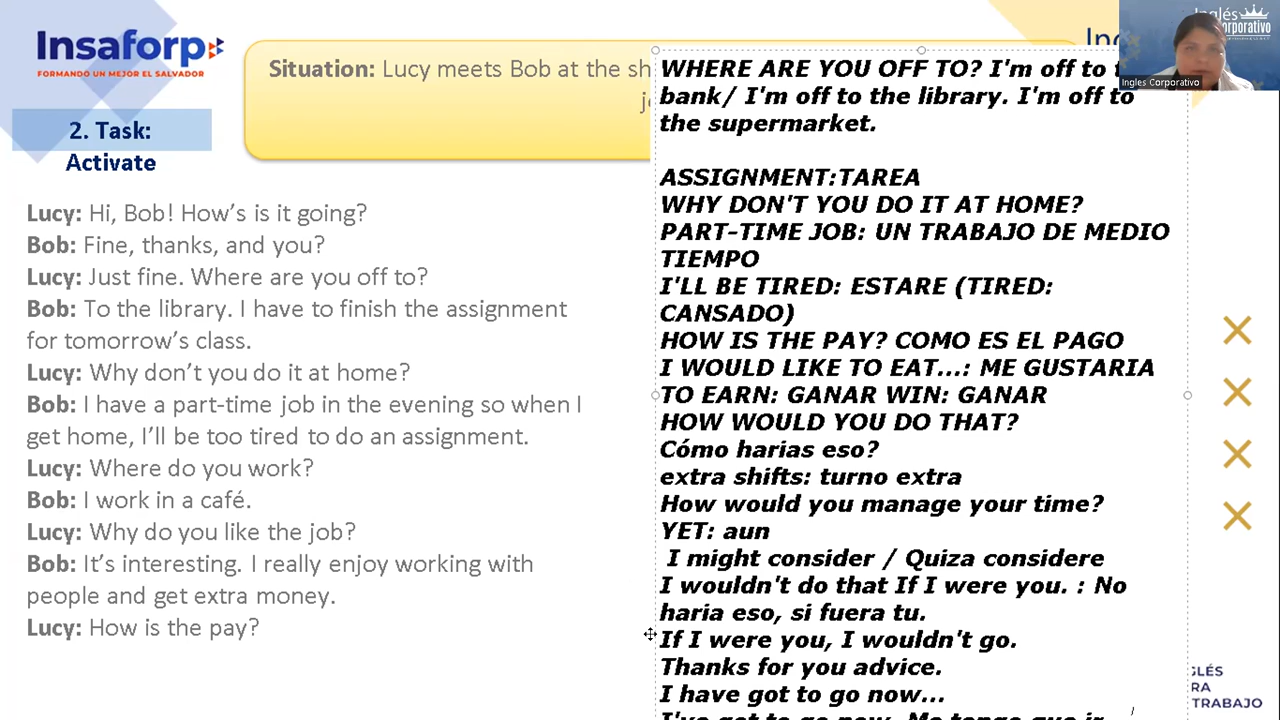 Insaforp
FORMANDO UN MEJOR EL SALVADOR
2. Task:
Activate
Situation: Lucy meets Bob at the sh
Lucy: Hi, Bob! How's is it going?
Bob: Fine, thanks, and you?
Lucy: Just fine. Where are you off to?
Bob: To the library. I have to finish the assignment
for tomorrow's class.
Lucy: Why don't you do it at home?
Bob: I have a part-time job in the evening so when I
get home, I'll be too tired to do an assignment.
Lucy: Where do you work?
Bob: I work in a café.
Lucy: Why do you like the job?
Bob: It's interesting. I really enjoy working with
people and get extra money.
Lucy: How is the pay?
WHERE ARE YOU OFF TO? I'm off to t
bank/ I'm off to the library. I'm off to
the supermarket.
ASSIGNMENT:TAREA
WHY DON'T YOU DO IT AT HOME?
PART-TIME JOB: UN TRABAJO DE MEDIO
TIEMPO
I'LL BE TIRED: ESTARE (TIRED:
CANSADO)
HOW IS THE PAY? COMO ES EL PAGO
I WOULD LIKE TO EAT...: ME GUSTARIA
TO EARN: GANAR WIN: GANAR
HOW WOULD YOU DO THAT?
Cómo harias eso?
extra shifts: turno extra
How would you manage your time?
YET: aun
I might consider / Quiza considere
I wouldn't do that If I were you. : No
haria eso, si fuera tu.
If I were you, I wouldn't go.
Thanks for you advice.
I have got to go now...
I've got to go now. Me tengo que ir
Inglés
Corporativo
Ingles Corporativo
GLÉS
RA
TRABAJO